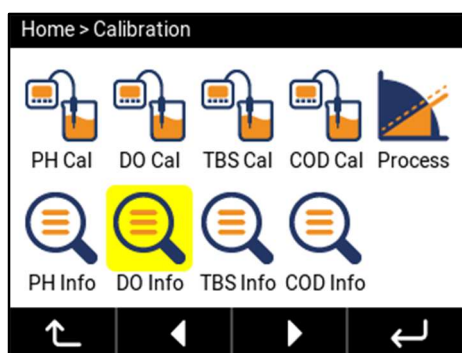 Home > Calibration
PH Cal DO Cal TBS Cal COD Cal Process
PH Info DO Info TBS Info COD Info